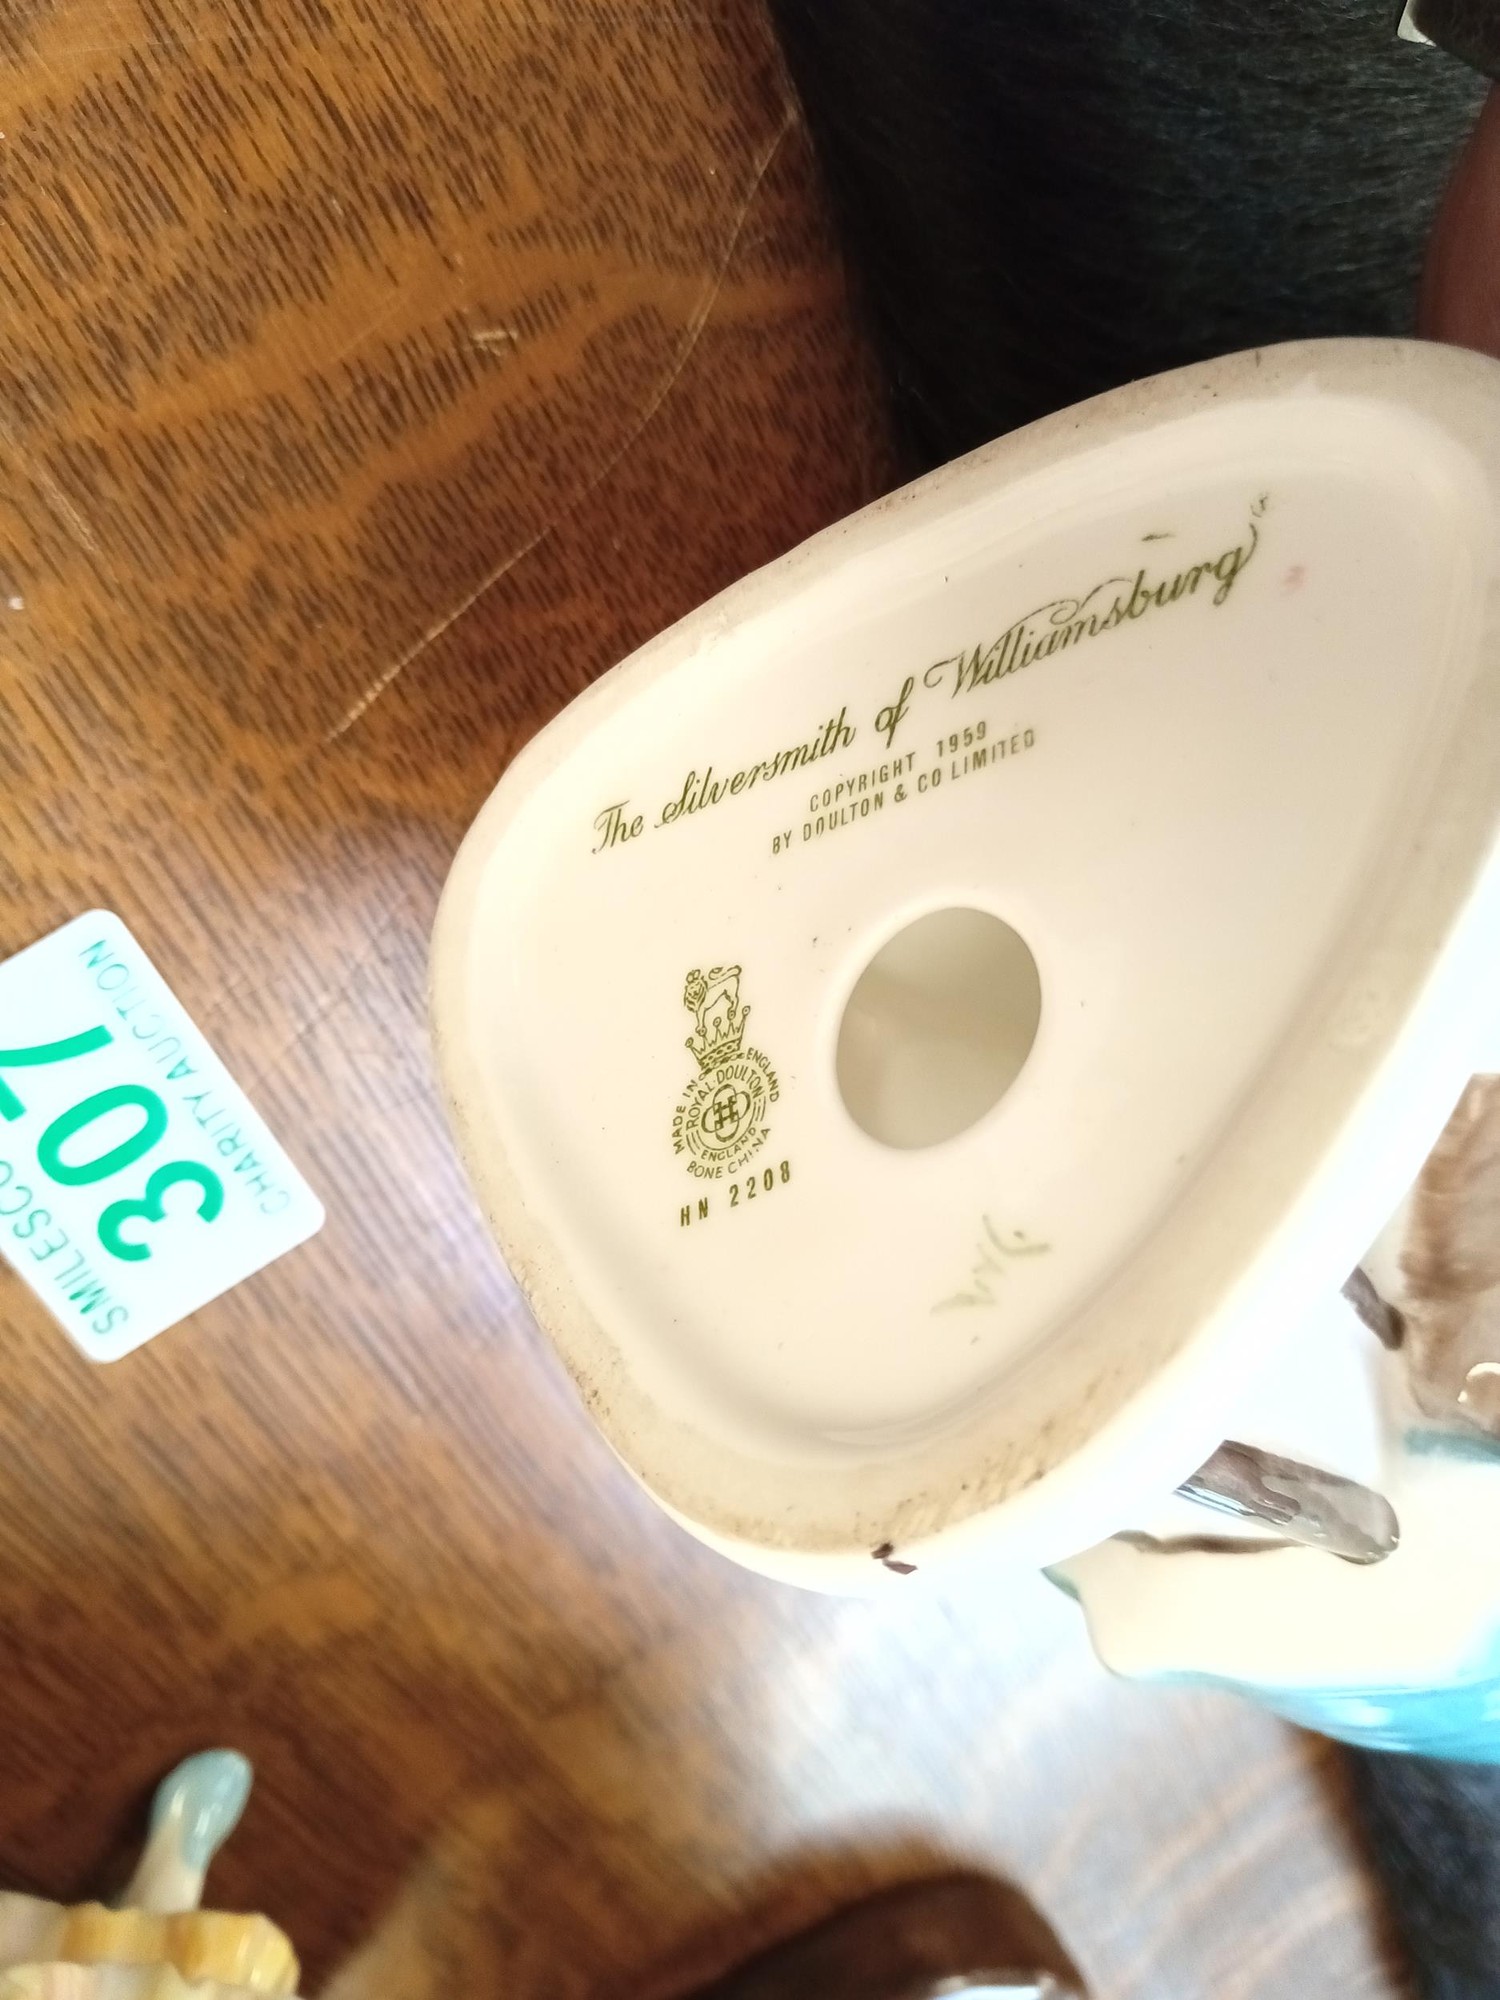 The Silversmith of Williamsburg
COPYRIGHT 1959
BY DOULTON & CO LIMITED
MADE IN ENGLAND
ROYAL·DOULTON
ENGLAND
BONE CHINA
HN 2208
SMILESCO
307
CHARITY AUCTION